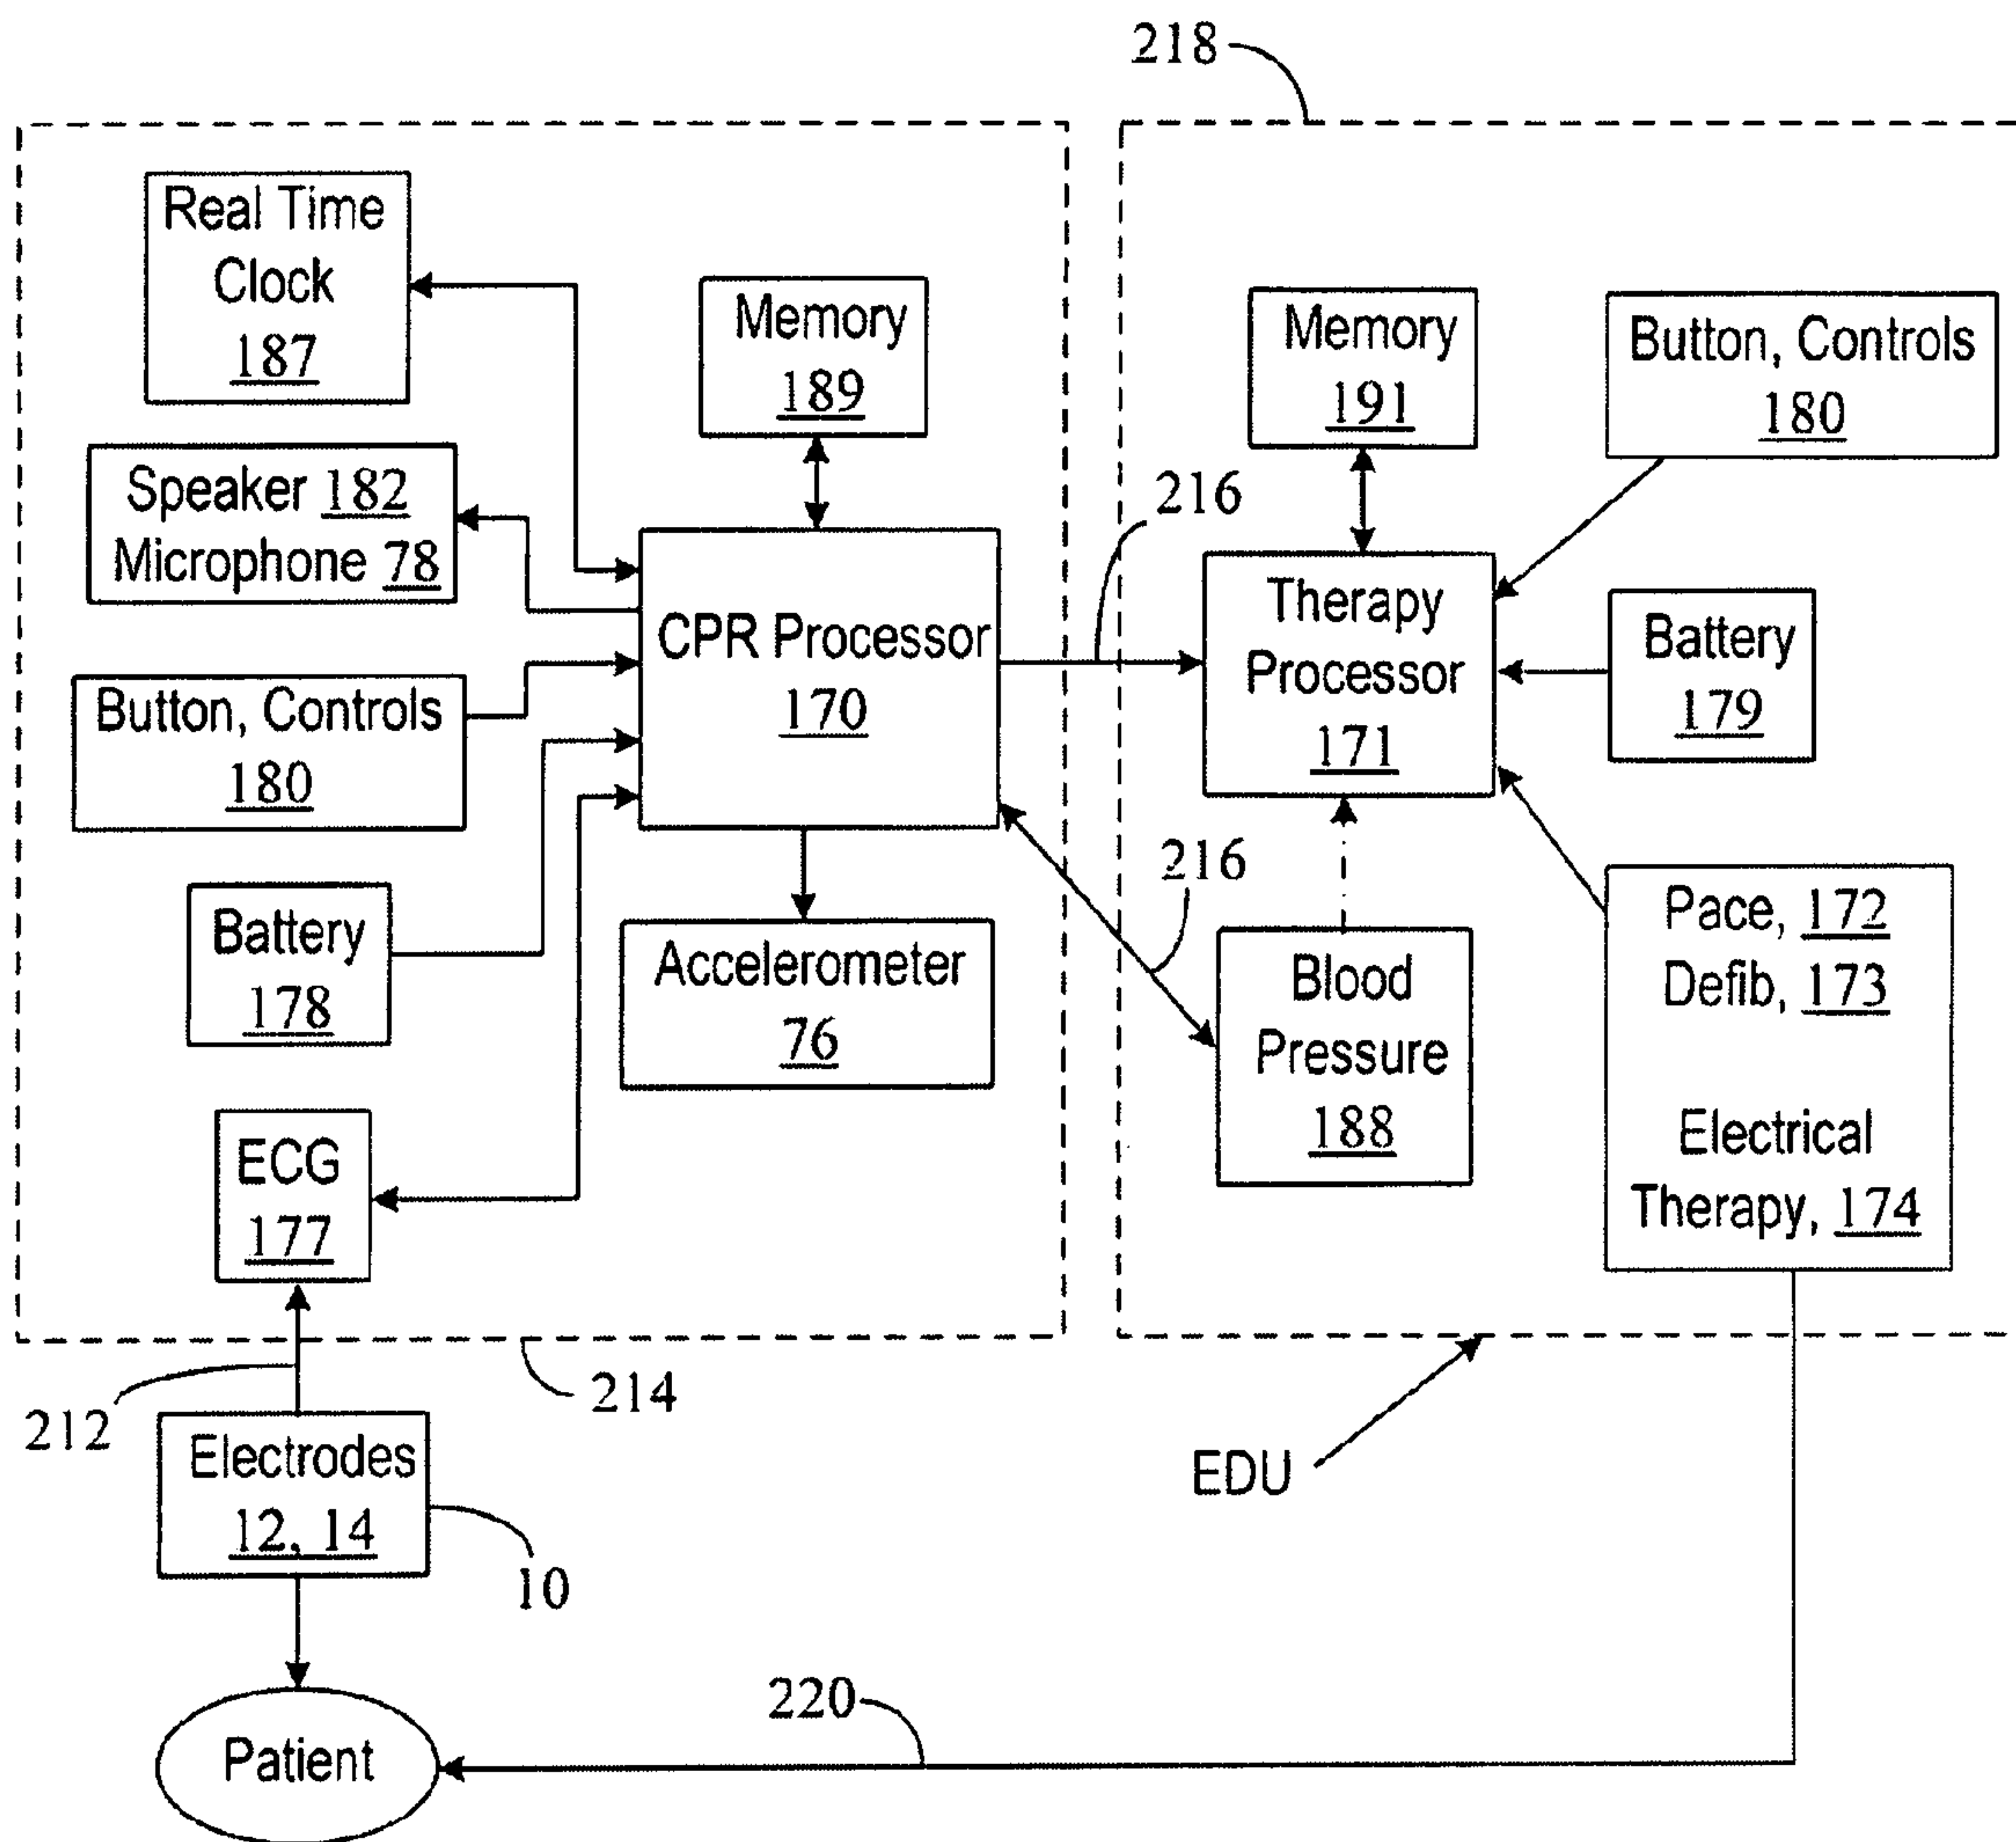 218
Real Time
Clock
187
Memory
189
Memory
191
Button, Controls
180
Speaker 182
Microphone 78
216
CPR Processor
170
Therapy
Processor
171
Battery
179
Button, Controls
180
216
Battery
178
Accelerometer
76
Blood
Pressure
188
Pace, 172
Defib, 173
Electrical
Therapy, 174
ECG
177
212
214
Electrodes
12, 14
10
EDU
220
Patient